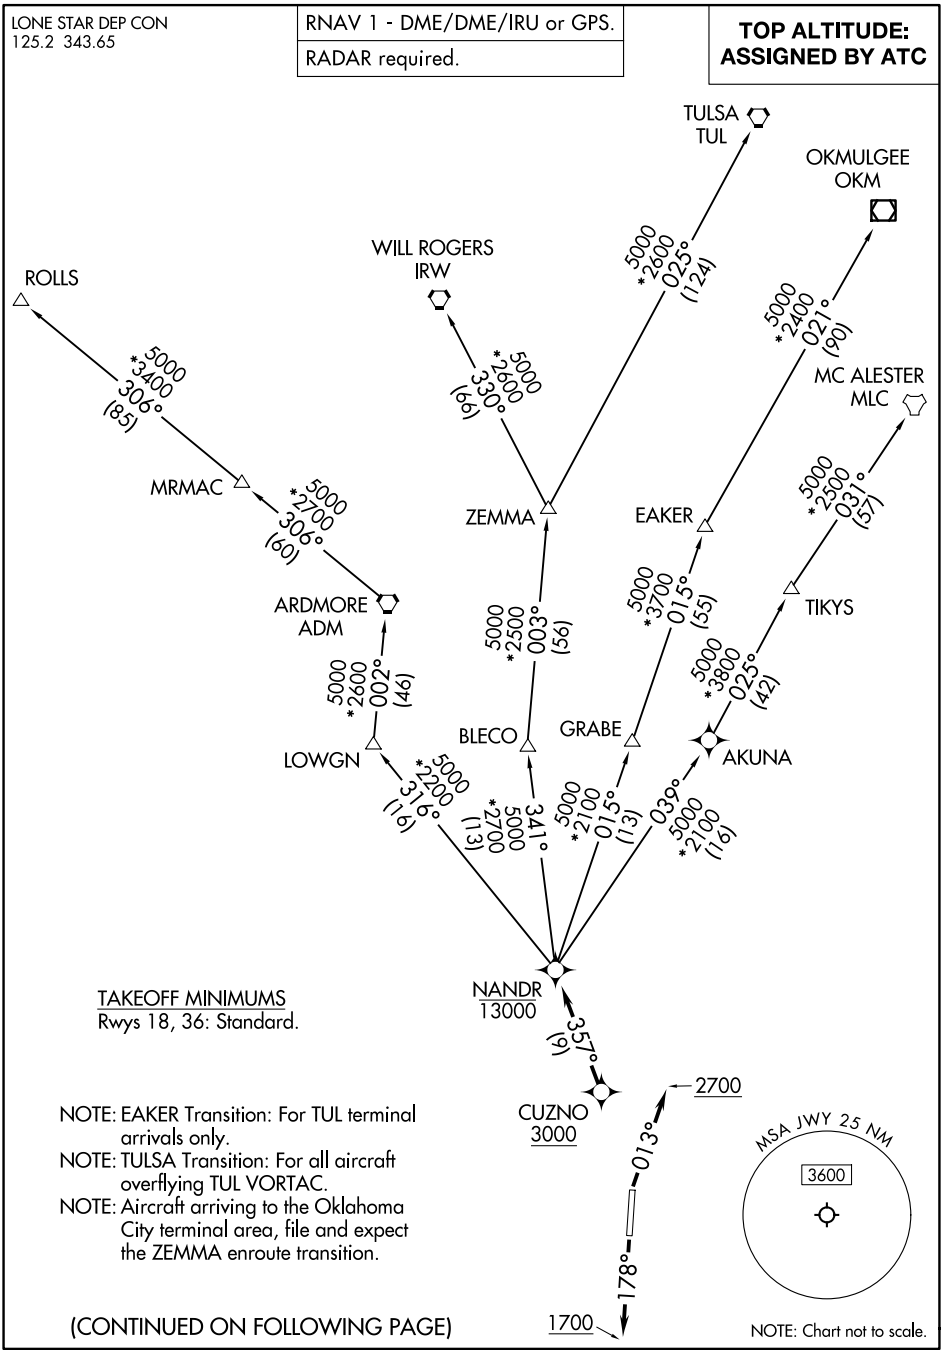 LONE STAR DEP CON
125.2 343.65
RNAV 1 - DME/DME/IRU or GPS.
RADAR required.
TOP ALTITUDE:
ASSIGNED BY ATC
TULSA
TUL
OKMULGEE
OKM
WILL ROGERS
IRW
ROLLS
5000
*2600
025°
(124)
5000
*2400
021°
(90)
5000
*3400
306°
(85)
5000
*2600
330°
(66)
MC ALESTER
MLC
MRMAC
5000
*2700
306°
(60)
ZEMMA
EAKER
5000
*2500
031°
(57)
ARDMORE
ADM
5000
*2500
003°
(56)
5000
*3700
015°
(55)
TIKYS
5000
*2600
002°
(46)
5000
*3800
025°
(42)
LOWGN
BLECO
GRABE
AKUNA
5000
*2200
316°
(16)
341°
5000
*2700
(13)
5000
*2100
015°
(13)
039°
5000
*2100
(16)
NANDR
13000
357°
(9)
CUZNO
3000
2700
013°
178°
1700
TAKEOFF MINIMUMS
Rwys 18, 36: Standard.
NOTE: EAKER Transition: For TUL terminal
arrivals only.
NOTE: TULSA Transition: For all aircraft
overflying TUL VORTAC.
NOTE: Aircraft arriving to the Oklahoma
City terminal area, file and expect
the ZEMMA enroute transition.
MSA JWY 25 NM
3600
(CONTINUED ON FOLLOWING PAGE)
NOTE: Chart not to scale.